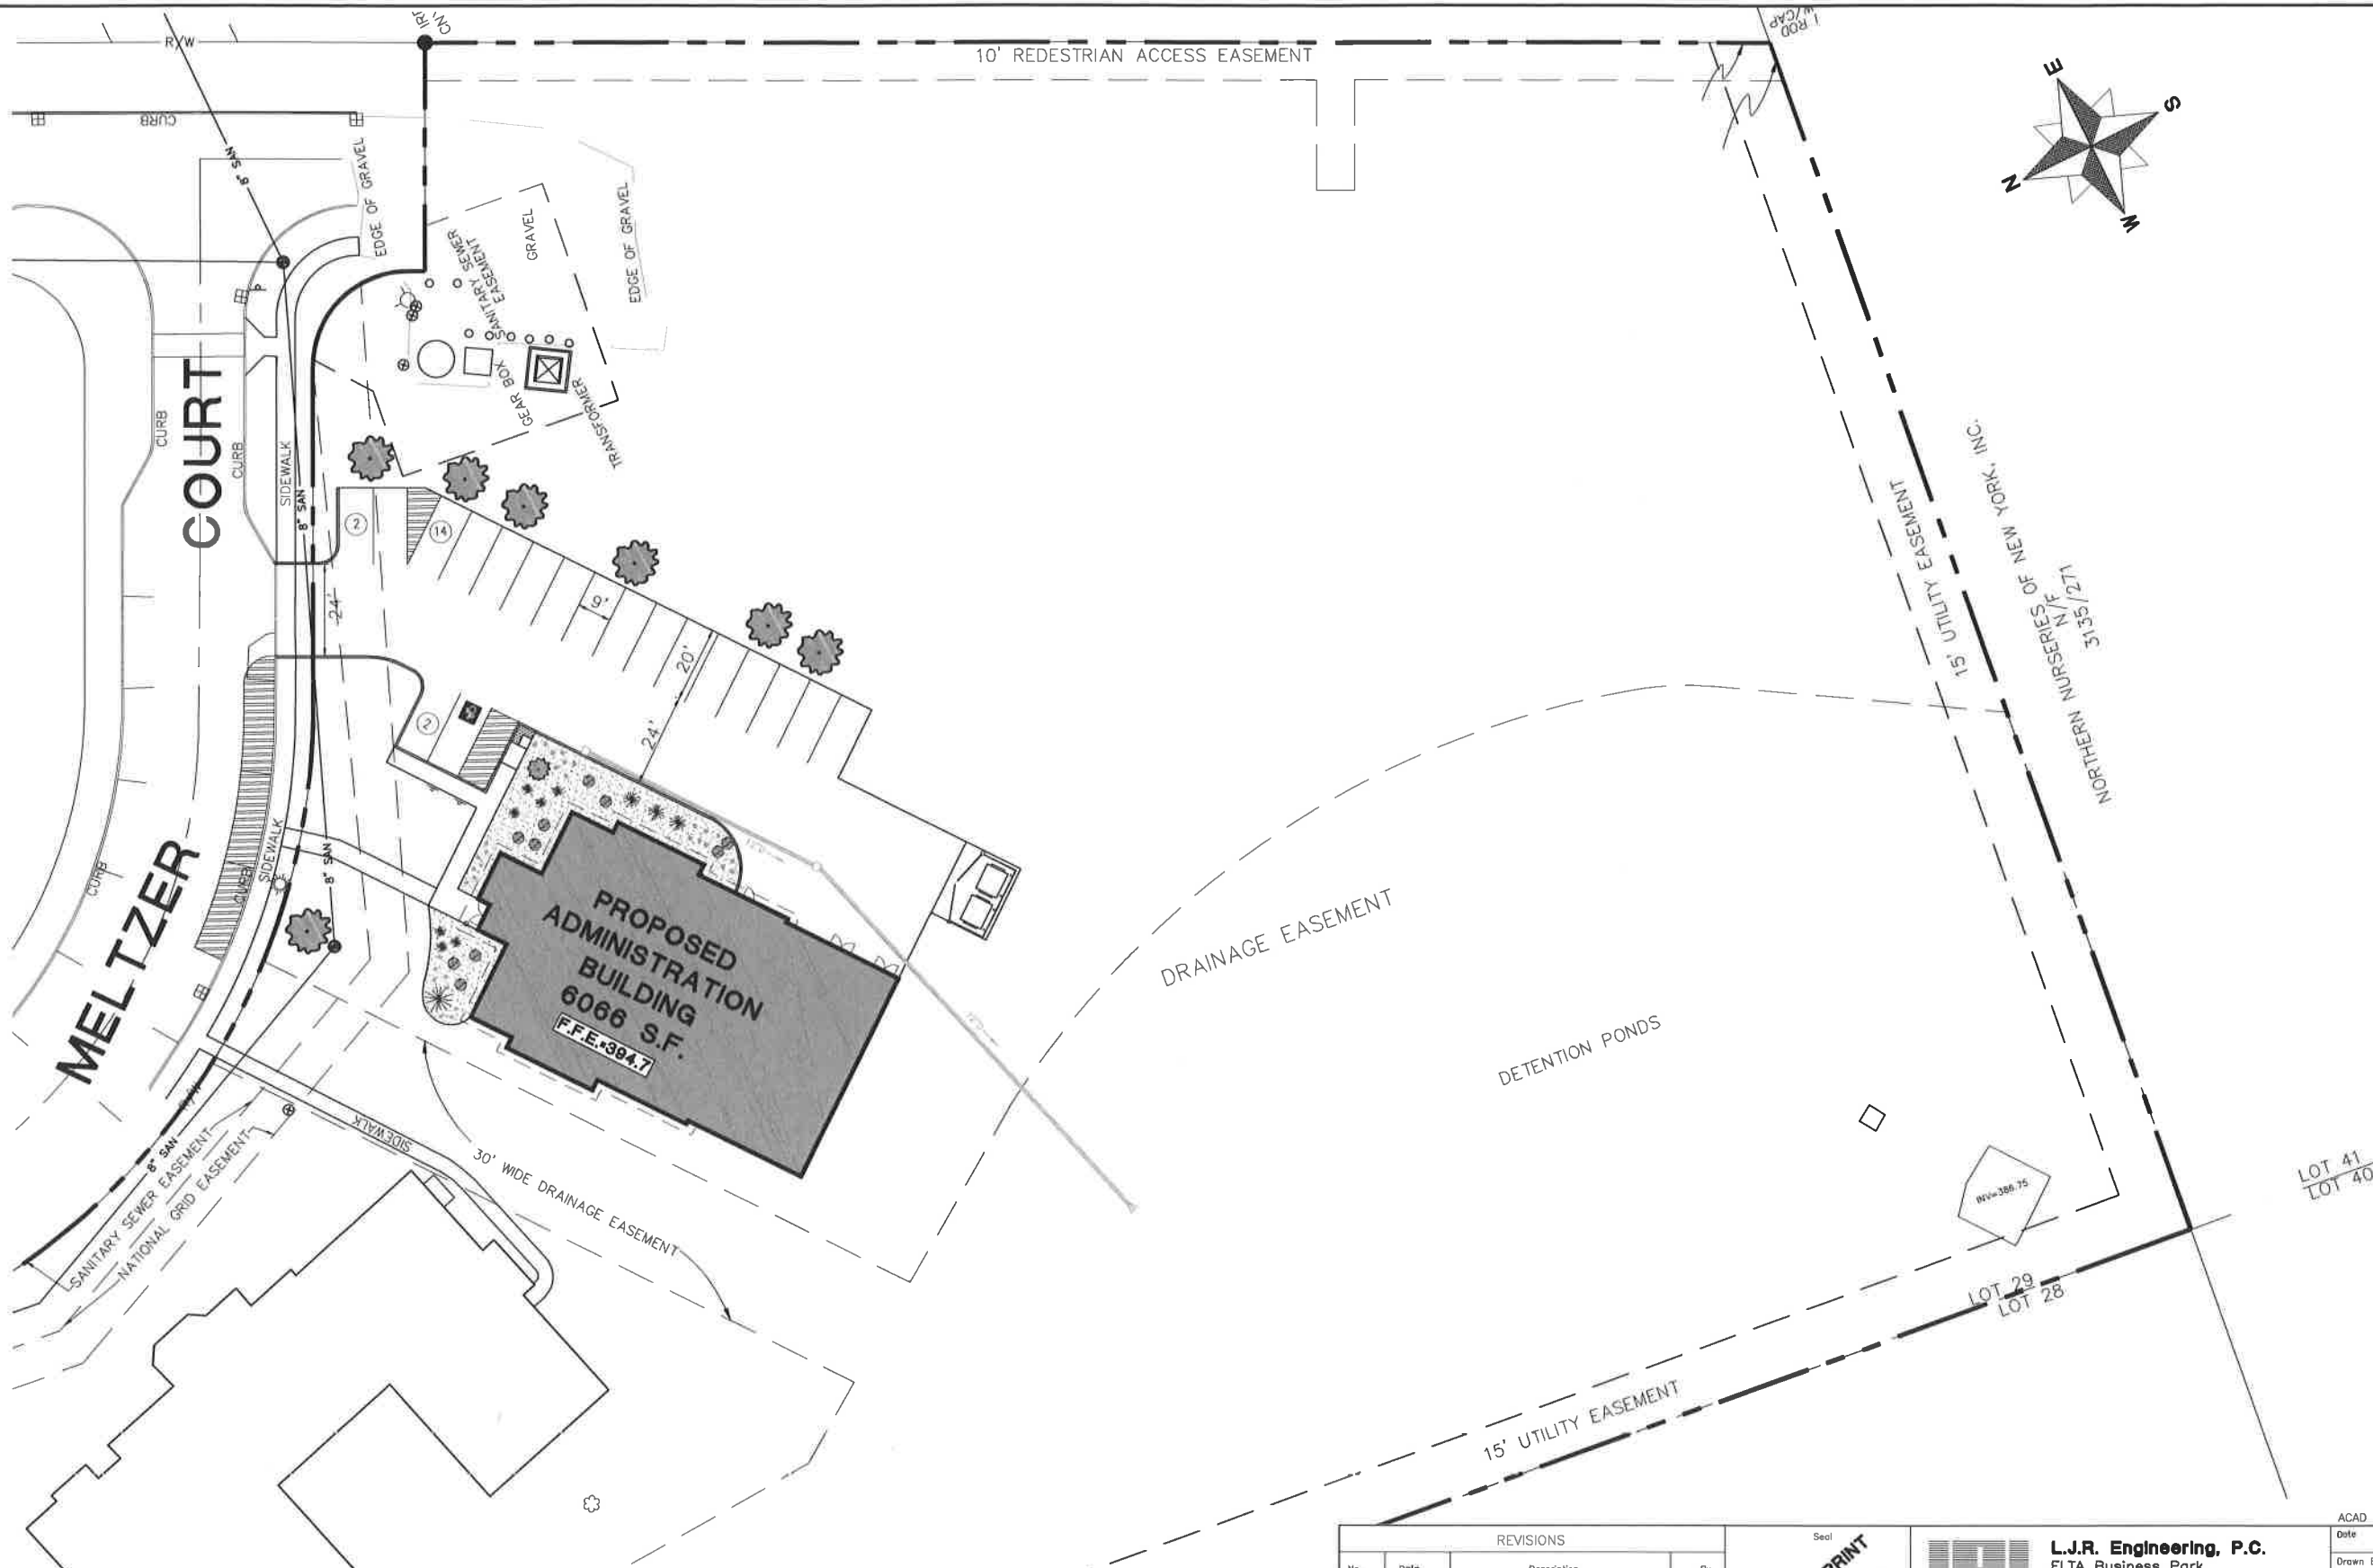 R/W
10' REDESTRIAN ACCESS EASEMENT
I ROD
W/CAP
E
S
N
W
CURB
8" SAN
EDGE OF GRAVEL
SANITARY SEWER
EASEMENT
GRAVEL
EDGE OF GRAVEL
GEAR BOX
TRANSFORMER
CURB
COURT
CURB
SIDEWALK
8" SAN
2
14
9'
24'
20'
24'
2
15' UTILITY EASEMENT
NORTHERN NURSERIES OF NEW YORK, INC.
N/F
3135/271
MELTZER
CURB
CURB
SIDEWALK
8" SAN
PROPOSED
ADMINISTRATION
BUILDING
6066 S.F.
F.F.E.=394.7
DRAINAGE EASEMENT
DETENTION PONDS
R/W
8" SAN
SIDEWALK
SANITARY SEWER EASEMENT
NATIONAL GRID EASEMENT
30' WIDE DRAINAGE EASEMENT
INV=386.75
LOT 41
LOT 40
LOT 29
LOT 28
15' UTILITY EASEMENT
REVISIONS
Seal
L.J.R. Engineering, P.C.
ELTA Business Park
ACAD
Date